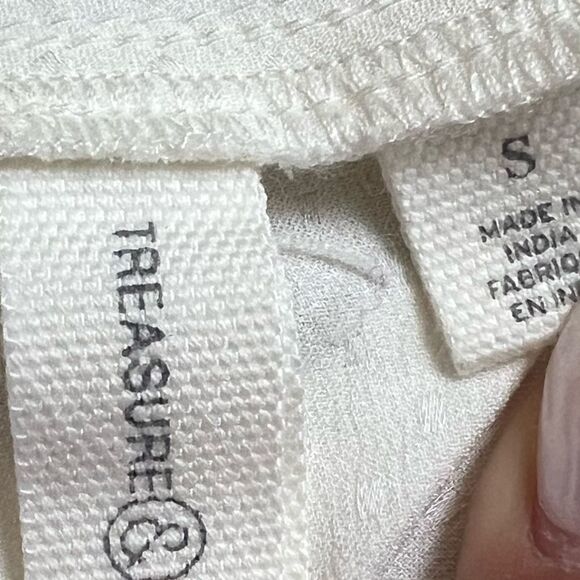 TREASURE &
S
MADE IN
INDIA
FABRIQ
EN IN